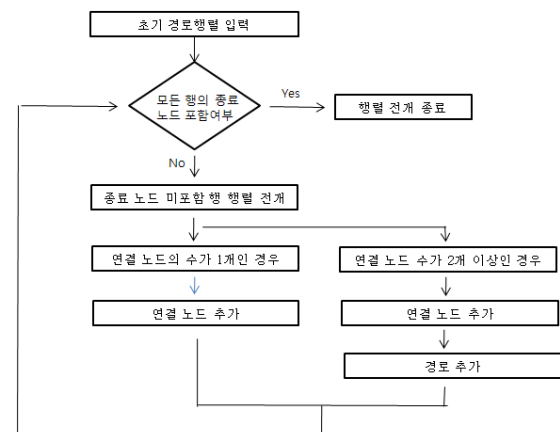 초기 경로행렬 입력
모든 행의 종료
노드 포함여부
Yes
행렬 전개 종료
No
종료 노드 미포함 행 행렬 전개
연결 노드의 수가 1개인 경우
연결 노드 수가 2개 이상인 경우
연결 노드 추가
연결 노드 추가
경로 추가